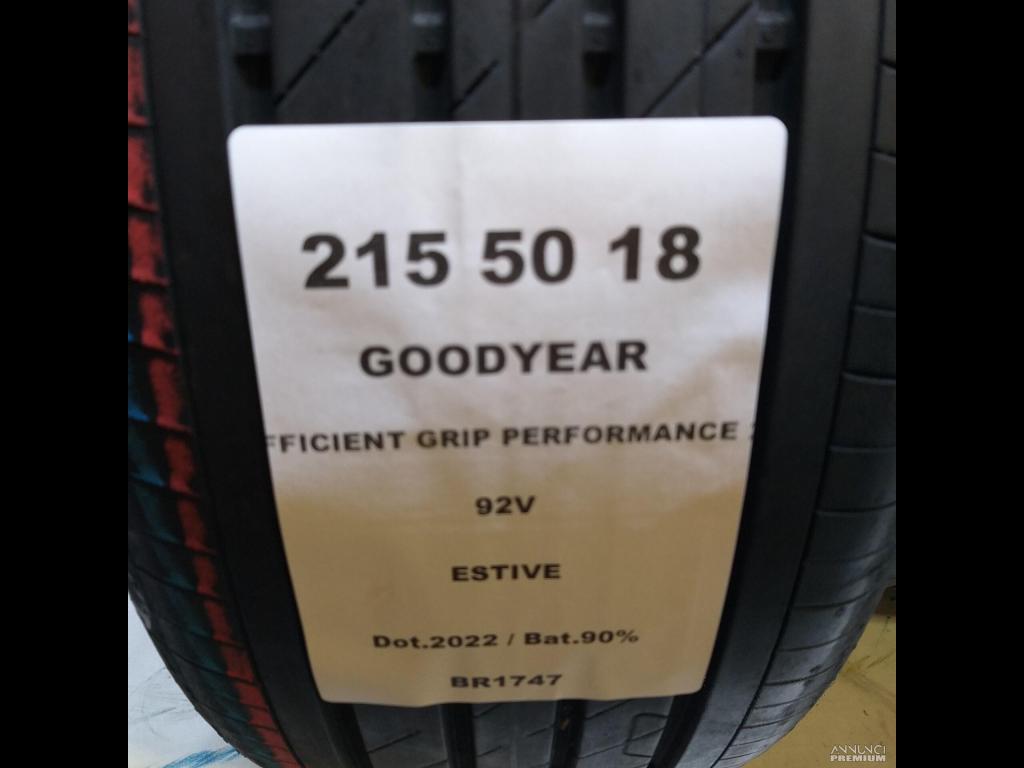 215 50 18
GOODYEAR
FFICIENT GRIP PERFORMANCE
92V
ESTIVE
Dot.2022 / Bat.90%
BR1747
ANNUNCI
PREMIUM